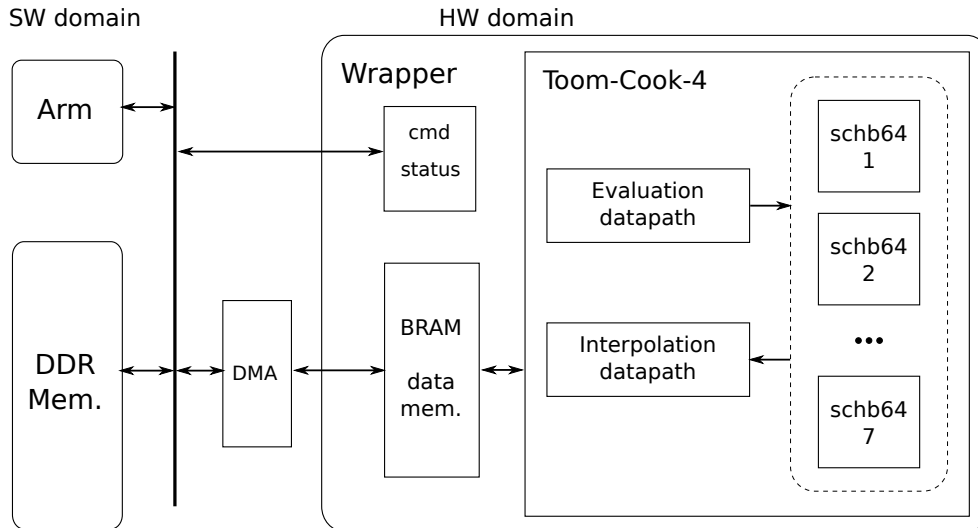 SW domain
HW domain
Arm
DDR
Mem.
DMA
Wrapper
cmd
status
BRAM
data
mem.
Toom-Cook-4
Evaluation
datapath
Interpolation
datapath
schb64
1
schb64
2
•••
schb64
7